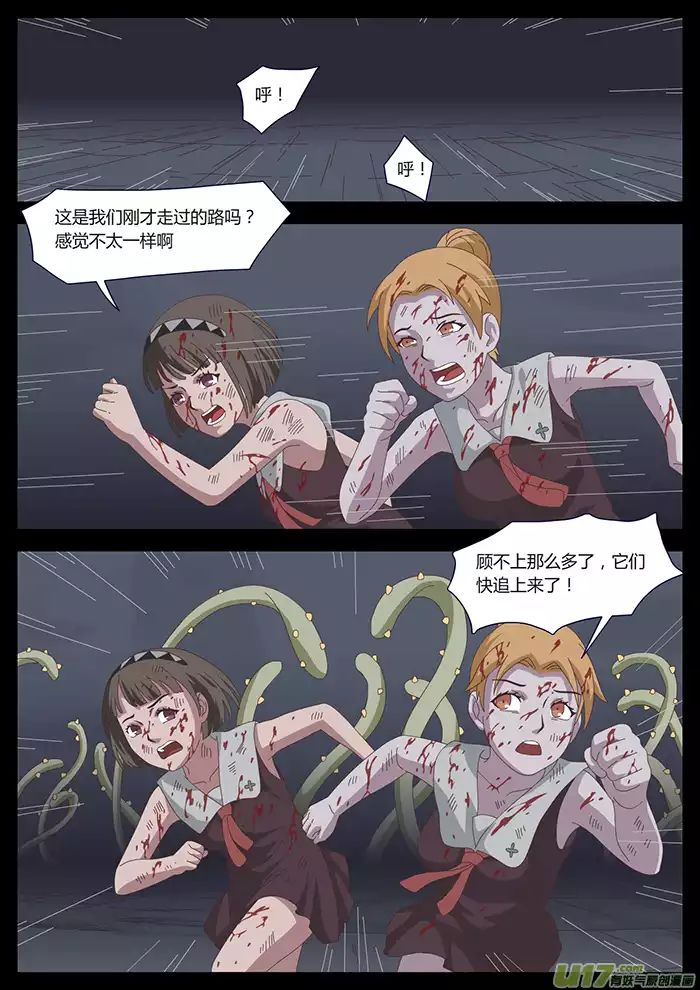 呼！
呼！
这是我们刚才走过的路吗？
感觉不太一样啊
顾不上那么多了，它们
快追上来了！
U17.com
有妖气原创漫画